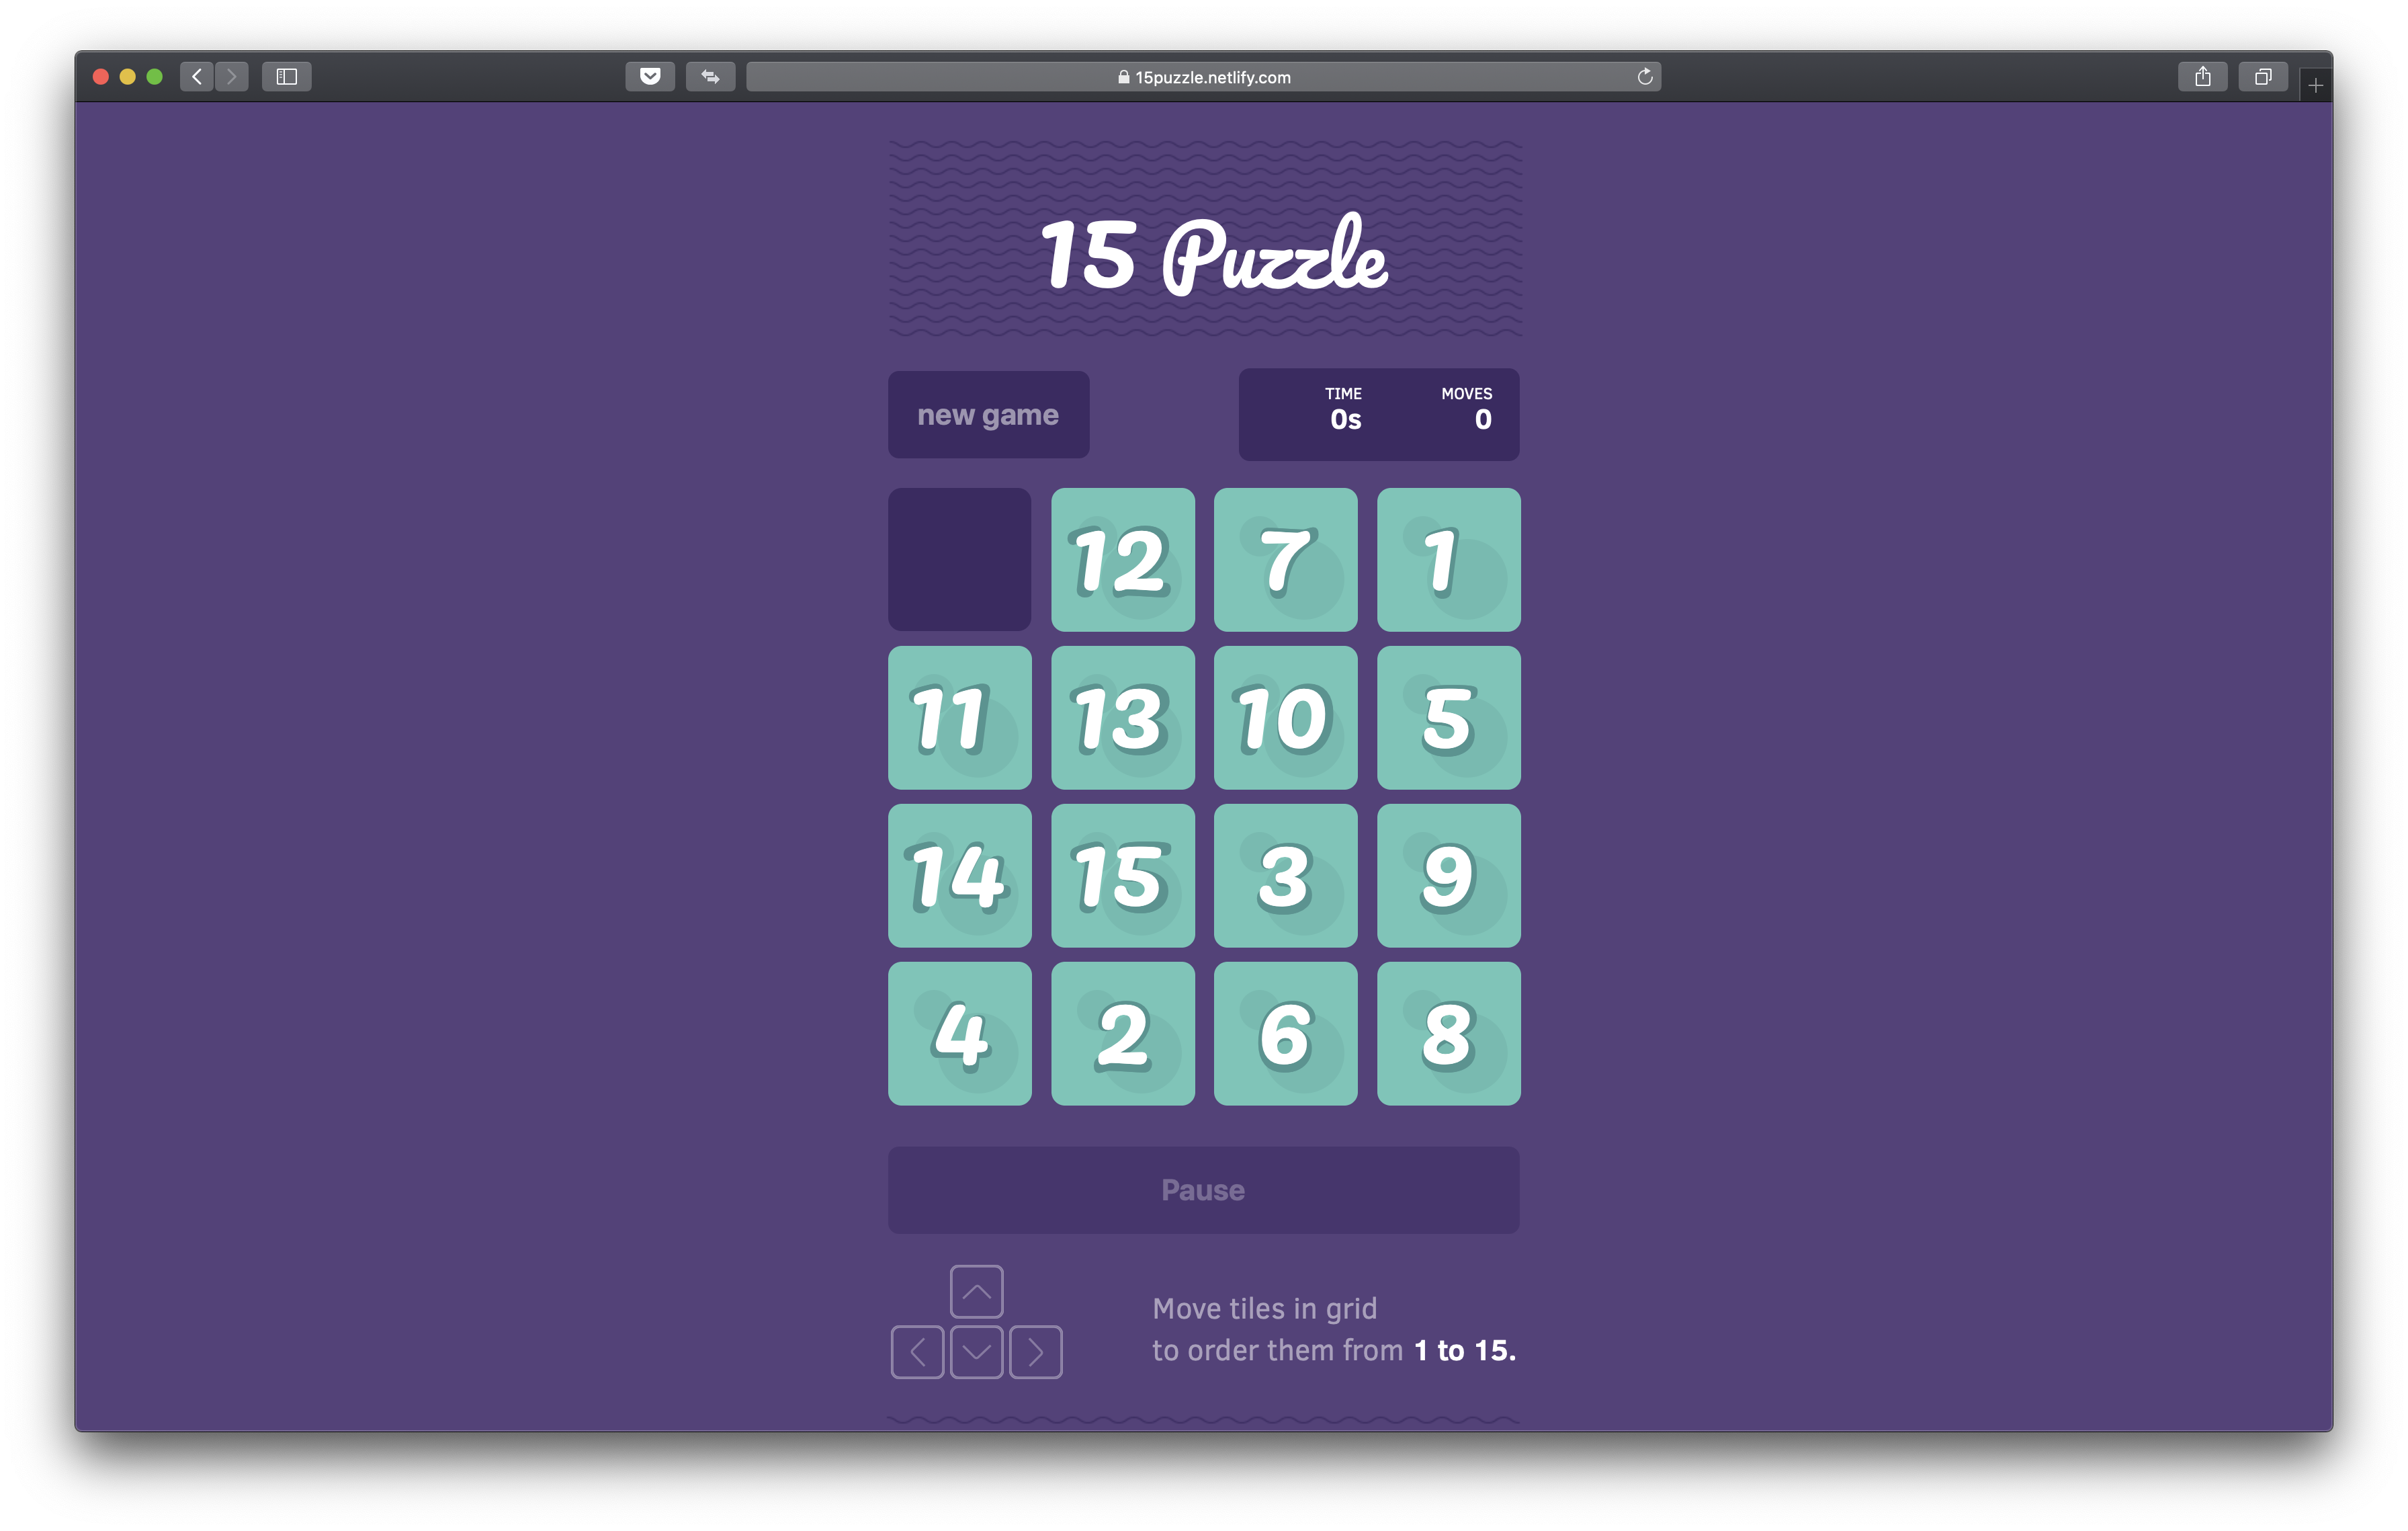 15puzzle.netlify.com
15 Puzzle
new game
TIME MOVES
0s 0
12 7 1
11 13 10 5
14 15 3 9
4 2 6 8
Pause
Move tiles in grid
to order them from 1 to 15.